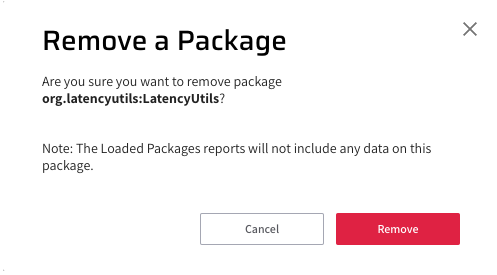 Remove a Package
Are you sure you want to remove package
org.latencyutils:LatencyUtils?
Note: The Loaded Packages reports will not include any data on this
package.
Cancel
Remove